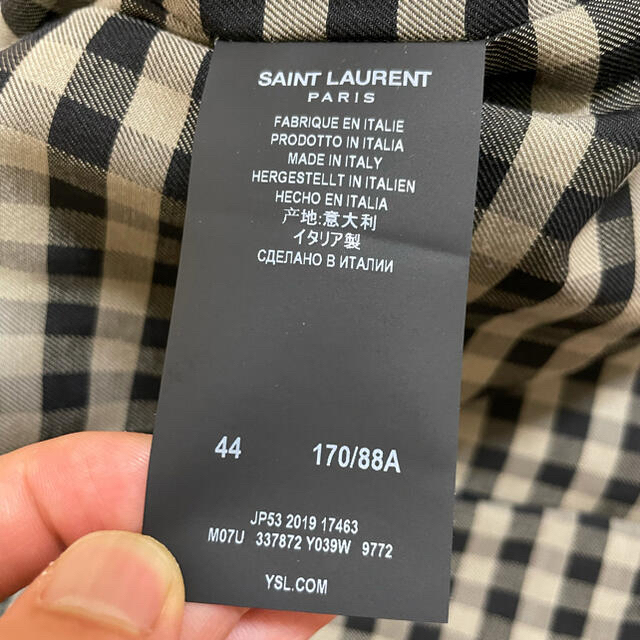 SAINT LAURENT
PARIS
FABRIQUE EN ITALIE
PRODOTTO IN ITALIA
MADE IN ITALY
HERGESTELLT IN ITALIEN
HECHO EN ITALIA
产地:意大利
イタリア製
СДЕЛАНО В ИТАЛИИ
44 170/88A
JP53 2019 17463
M07U 337872 Y039W 9772
YSL.COM